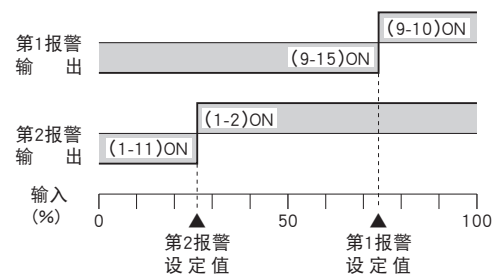 (9-10)ON
第1报警
输 出
(9-15)ON
(1-2)ON
第2报警
输 出
(1-11)ON
输入
(%)
0 50 100
第2报警 第1报警
设定值 设定值